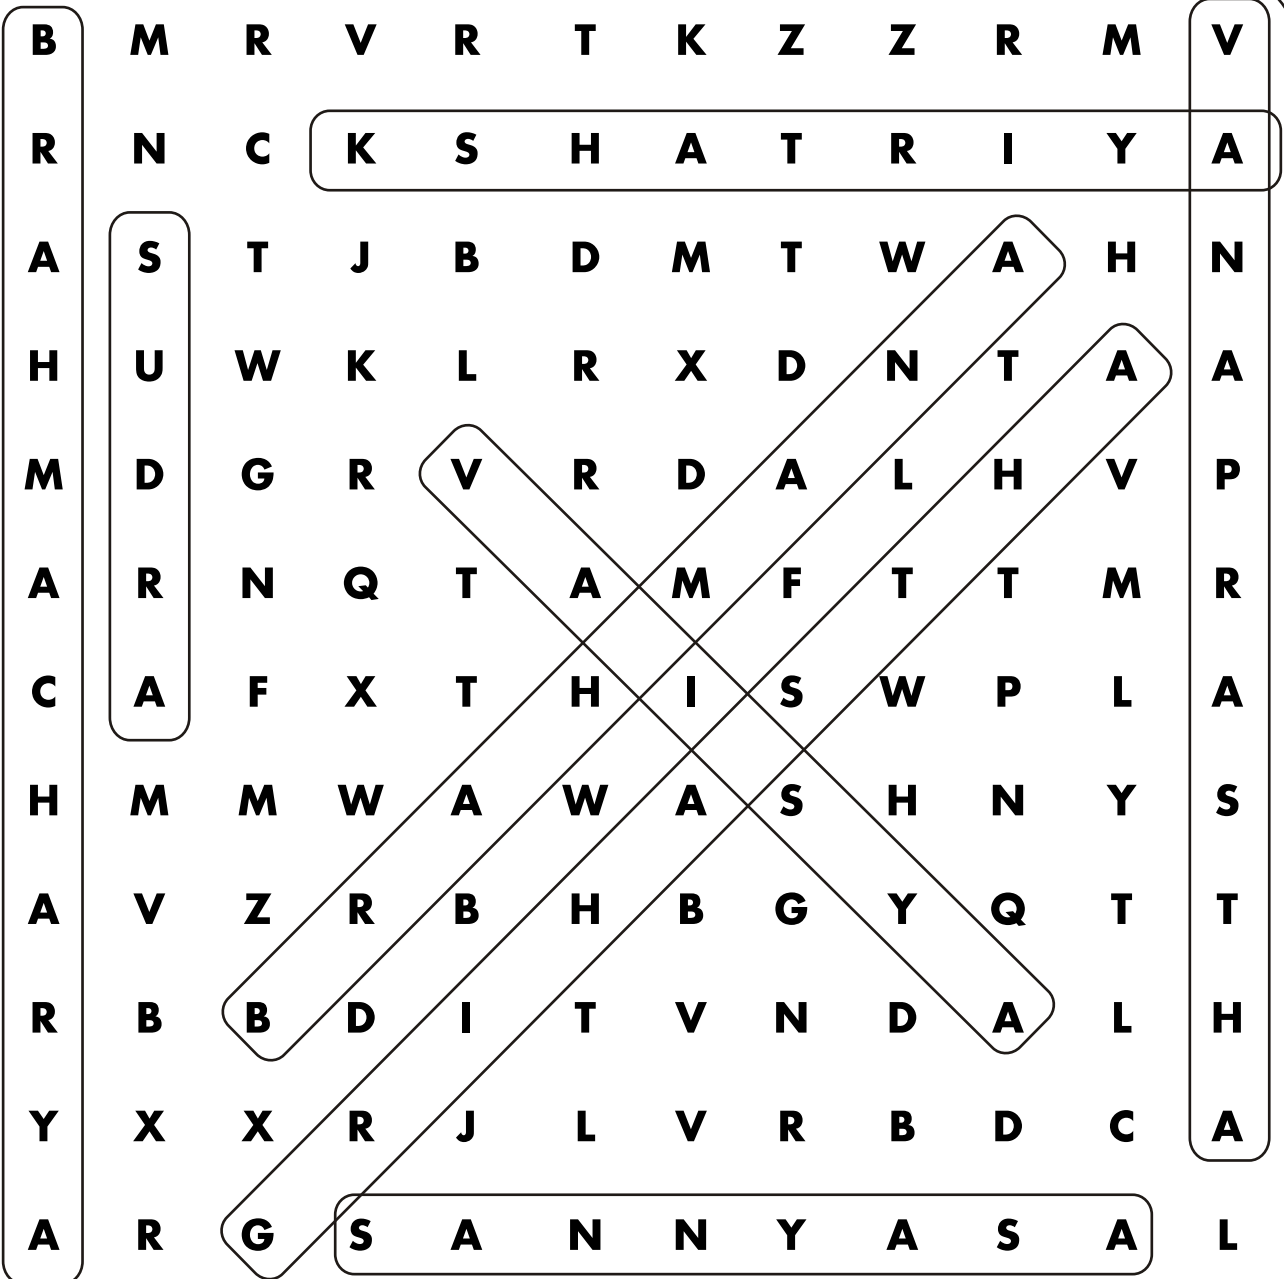 B M R V R T K Z Z R M V
R N C K S H A T R I Y A
A S T J B D M T W A H N
H U W K L R X D N T A A
M D G R V R D A L H V P
A R N Q T A M F T T M R
C A F X T H I S W P L A
H M M W A W A S H N Y S
A V Z R B H B G Y Q T T
R B B D I T V N D A L H
Y X X R J L V R B D C A
A R G S A N N Y A S A L